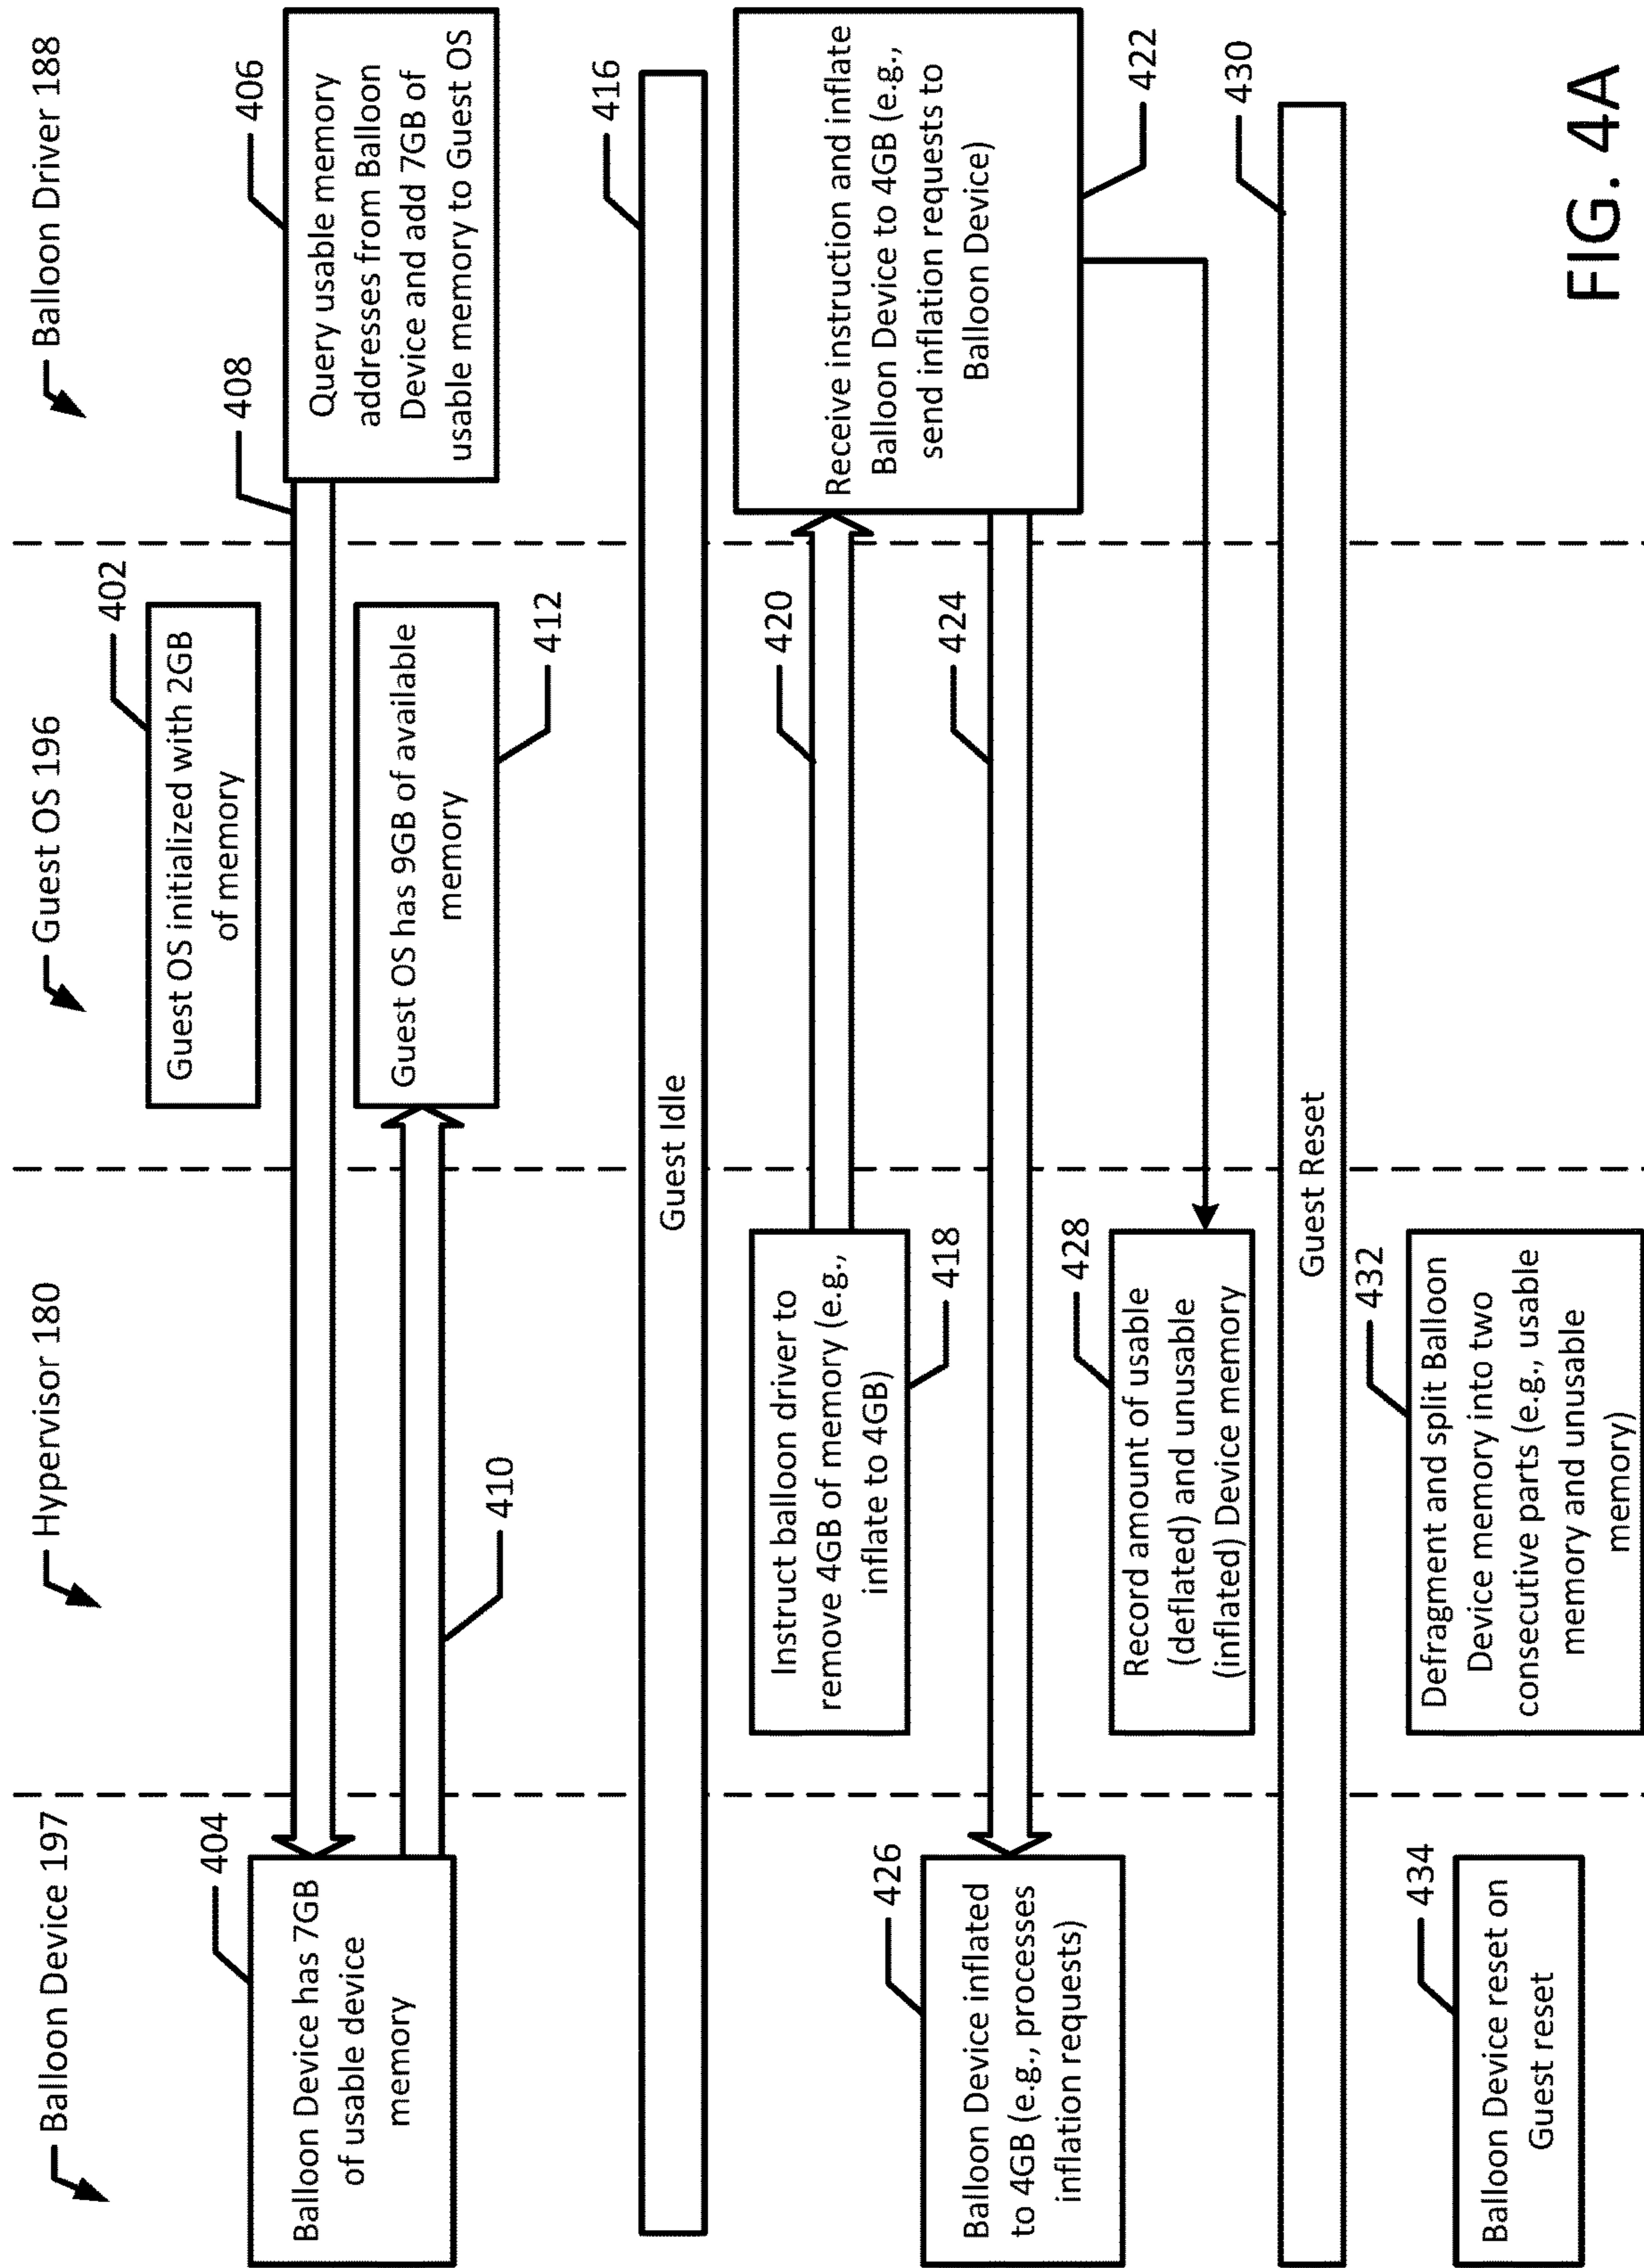 Balloon Device 197
Hypervisor 180
Guest OS 196
Balloon Driver 188
402
Guest OS initialized with 2GB
of memory
404
Balloon Device has 7GB
of usable device
memory
406
Query usable memory
addresses from Balloon
Device and add 7GB of
usable memory to Guest OS
408
410
Guest OS has 9GB of available
memory
412
416
Guest Idle
Instruct balloon driver to
remove 4GB of memory (e.g.,
inflate to 4GB)
418
420
Receive instruction and inflate
Balloon Device to 4GB (e.g.,
send inflation requests to
Balloon Device)
422
424
426
Balloon Device inflated
to 4GB (e.g., processes
inflation requests)
428
Record amount of usable
(deflated) and unusable
(inflated) Device memory
430
Guest Reset
432
Defragment and split Balloon
Device memory into two
consecutive parts (e.g., usable
memory and unusable
memory)
434
Balloon Device reset on
Guest reset
FIG. 4A